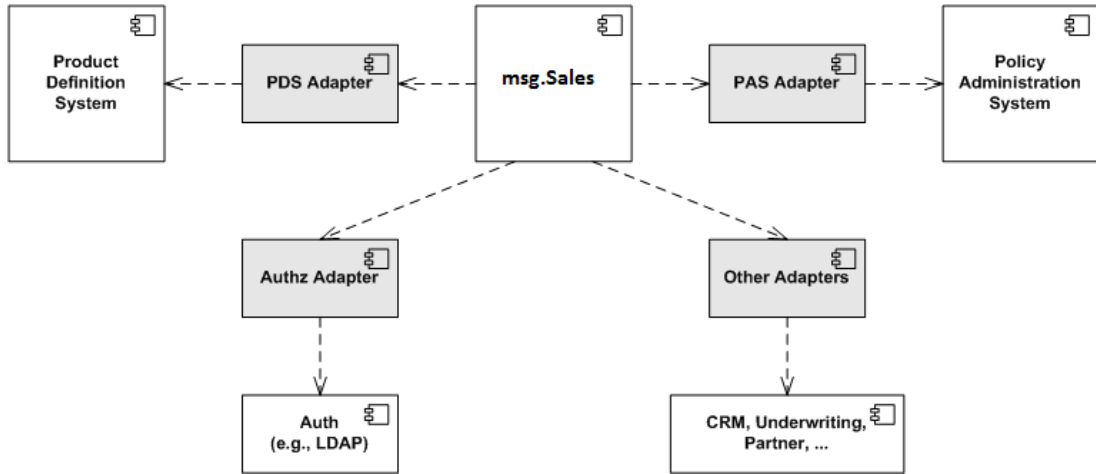 Product
Definition
System
PDS Adapter
msg.Sales
PAS Adapter
Policy
Administration
System
Authz Adapter
Other Adapters
Auth
(e.g., LDAP)
CRM, Underwriting,
Partner, ...